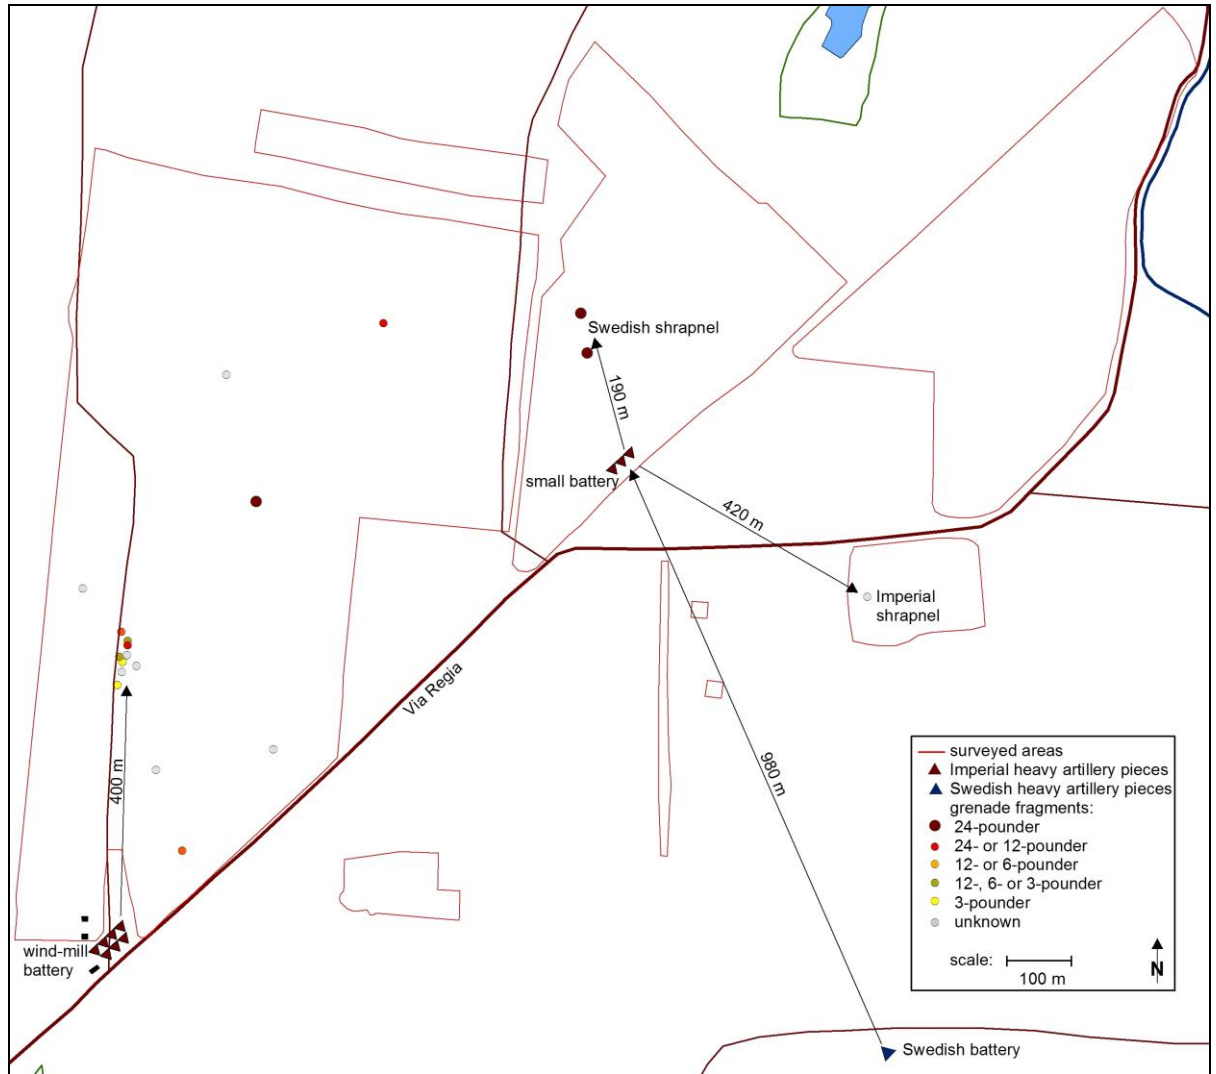 Swedish shrapnel
190 m
small battery
420 m
Imperial
shrapnel
Via Regia
980 m
400 m
wind-mill
battery
Swedish battery
surveyed areas
Imperial heavy artillery pieces
Swedish heavy artillery pieces
grenade fragments:
24-pounder
24- or 12-pounder
12- or 6-pounder
12-, 6- or 3-pounder
3-pounder
unknown
scale:
100 m
N